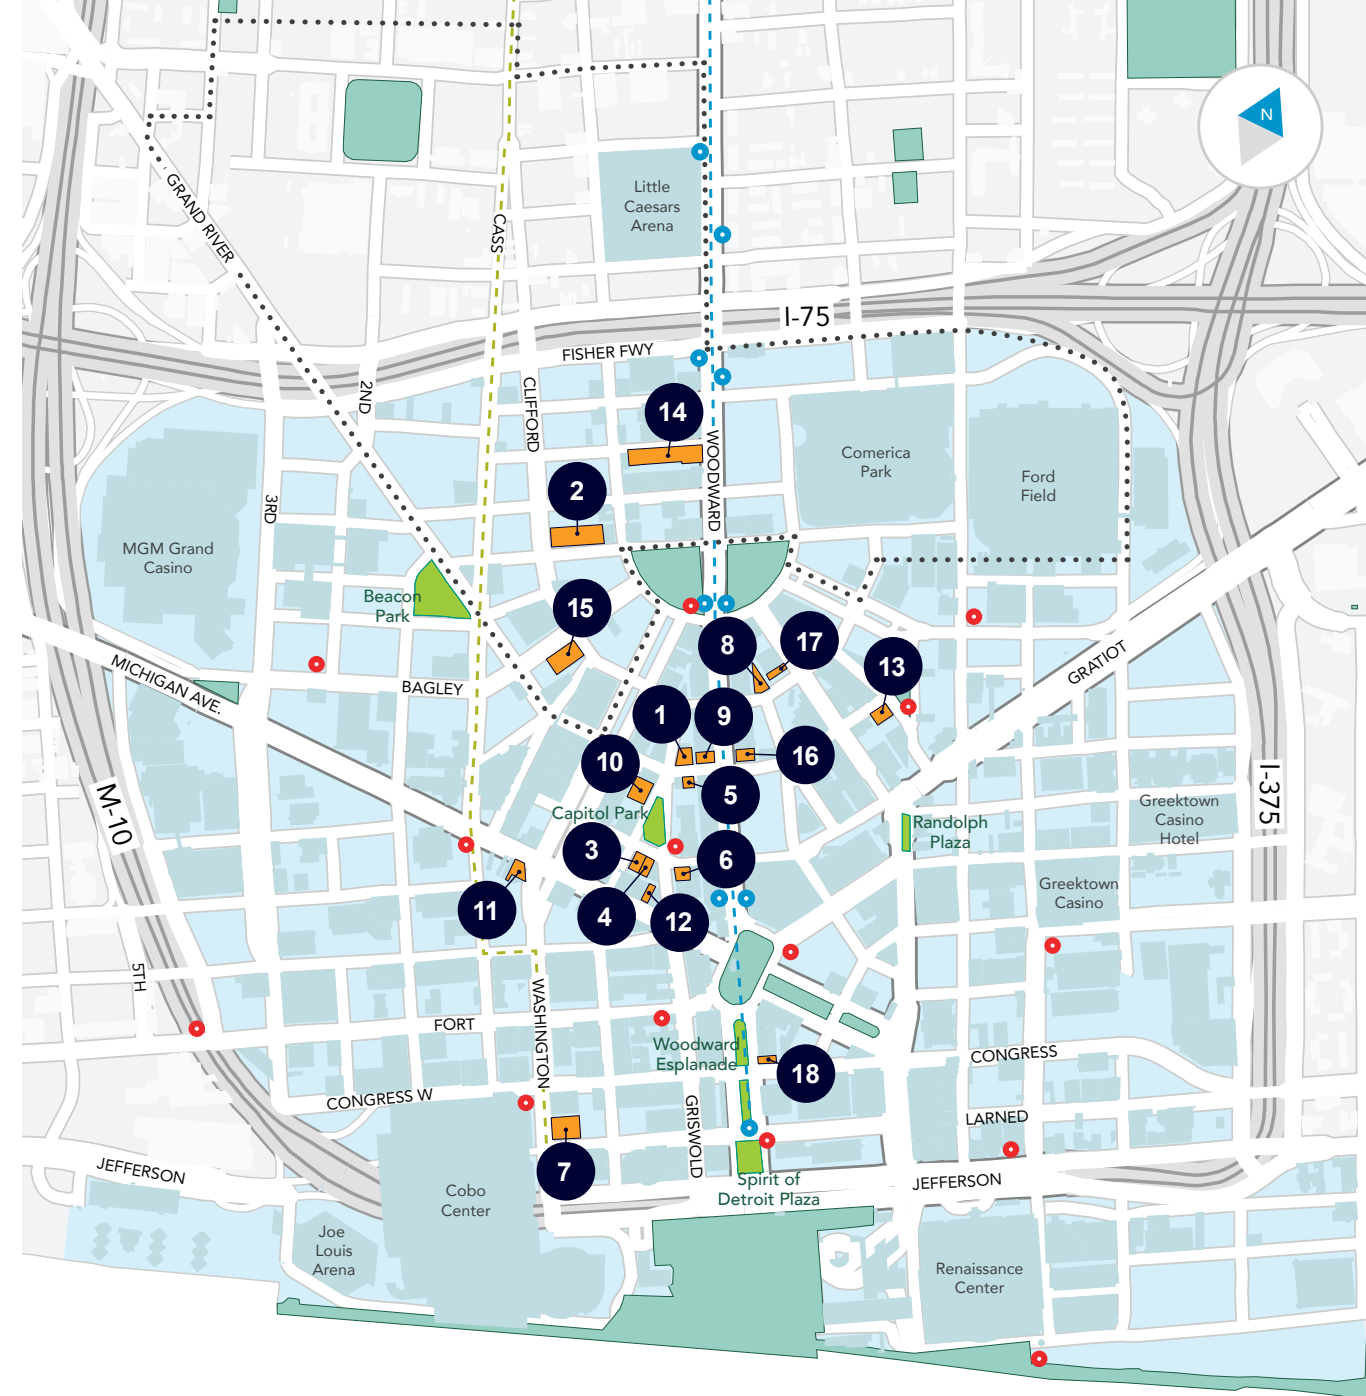 N
GRAND RIVER
CASS
Little
Caesars
Arena
I-75
FISHER FWY
2ND
CLIFFORD
14
WOODWARD
Comerica
Park
Ford
Field
2
3RD
MGM Grand
Casino
Beacon
Park
15
8
17
13
GRATIOT
MICHIGAN AVE.
BAGLEY
1
9
16
10
5
Capitol Park
M-10
I-375
Greektown
Casino
Hotel
Randolph
Plaza
3
6
Greektown
Casino
11
4
12
5TH
WASHINGTON
FORT
Woodward
Esplanade
18
CONGRESS
CONGRESS W
GRISWOLD
LARNED
7
JEFFERSON
JEFFERSON
Spirit of
Detroit Plaza
Cobo
Center
Joe
Louis
Arena
Renaissance
Center